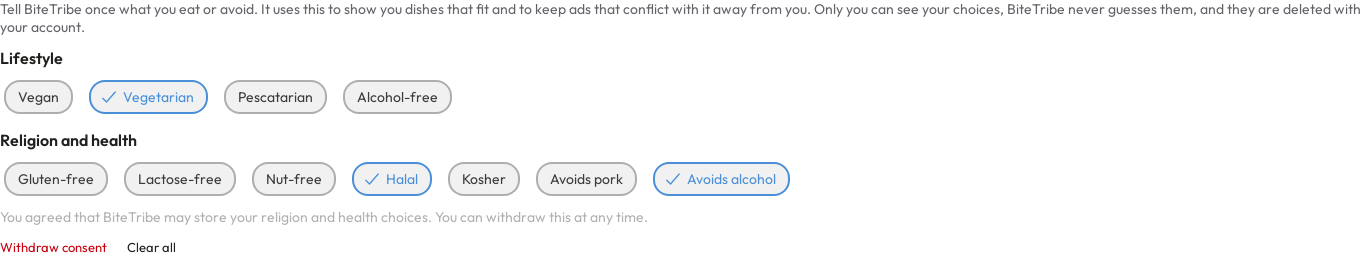 Tell BiteTribe once what you eat or avoid. It uses this to show you dishes that fit and to keep ads that conflict with it away from you. Only you can see your choices, BiteTribe never guesses them, and they are deleted with
your account.
Lifestyle
Vegan Vegetarian Pescatarian Alcohol-free
Religion and health
Gluten-free Lactose-free Nut-free Halal Kosher Avoids pork Avoids alcohol
You agreed that BiteTribe may store your religion and health choices. You can withdraw this at any time.
Withdraw consent Clear all